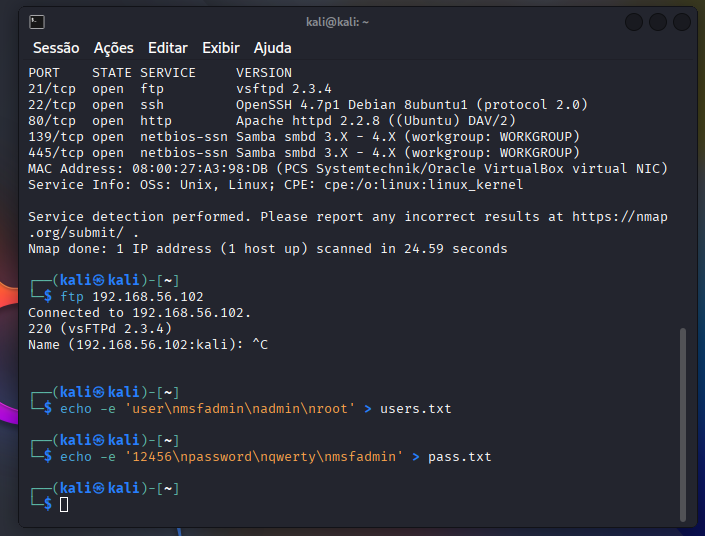 kali@kali: ~
Sessão Ações Editar Exibir Ajuda
PORT    STATE SERVICE     VERSION
21/tcp  open  ftp         vsftpd 2.3.4
22/tcp  open  ssh         OpenSSH 4.7p1 Debian 8ubuntu1 (protocol 2.0)
80/tcp  open  http        Apache httpd 2.2.8 ((Ubuntu) DAV/2)
139/tcp open  netbios-ssn Samba smbd 3.X - 4.X (workgroup: WORKGROUP)
445/tcp open  netbios-ssn Samba smbd 3.X - 4.X (workgroup: WORKGROUP)
MAC Address: 08:00:27:A3:98:DB (PCS Systemtechnik/Oracle VirtualBox virtual NIC)
Service Info: OSs: Unix, Linux; CPE: cpe:/o:linux:linux_kernel
Service detection performed. Please report any incorrect results at https://nmap
.org/submit/ .
Nmap done: 1 IP address (1 host up) scanned in 24.59 seconds
┌──(kali㉿kali)-[~]
└─$ ftp 192.168.56.102
Connected to 192.168.56.102.
220 (vsFTPd 2.3.4)
Name (192.168.56.102:kali): ^C
┌──(kali㉿kali)-[~]
└─$ echo -e 'user\nmsfadmin\nadmin\nroot' > users.txt
┌──(kali㉿kali)-[~]
└─$ echo -e '12456\npassword\nqwerty\nmsfadmin' > pass.txt
┌──(kali㉿kali)-[~]
└─$